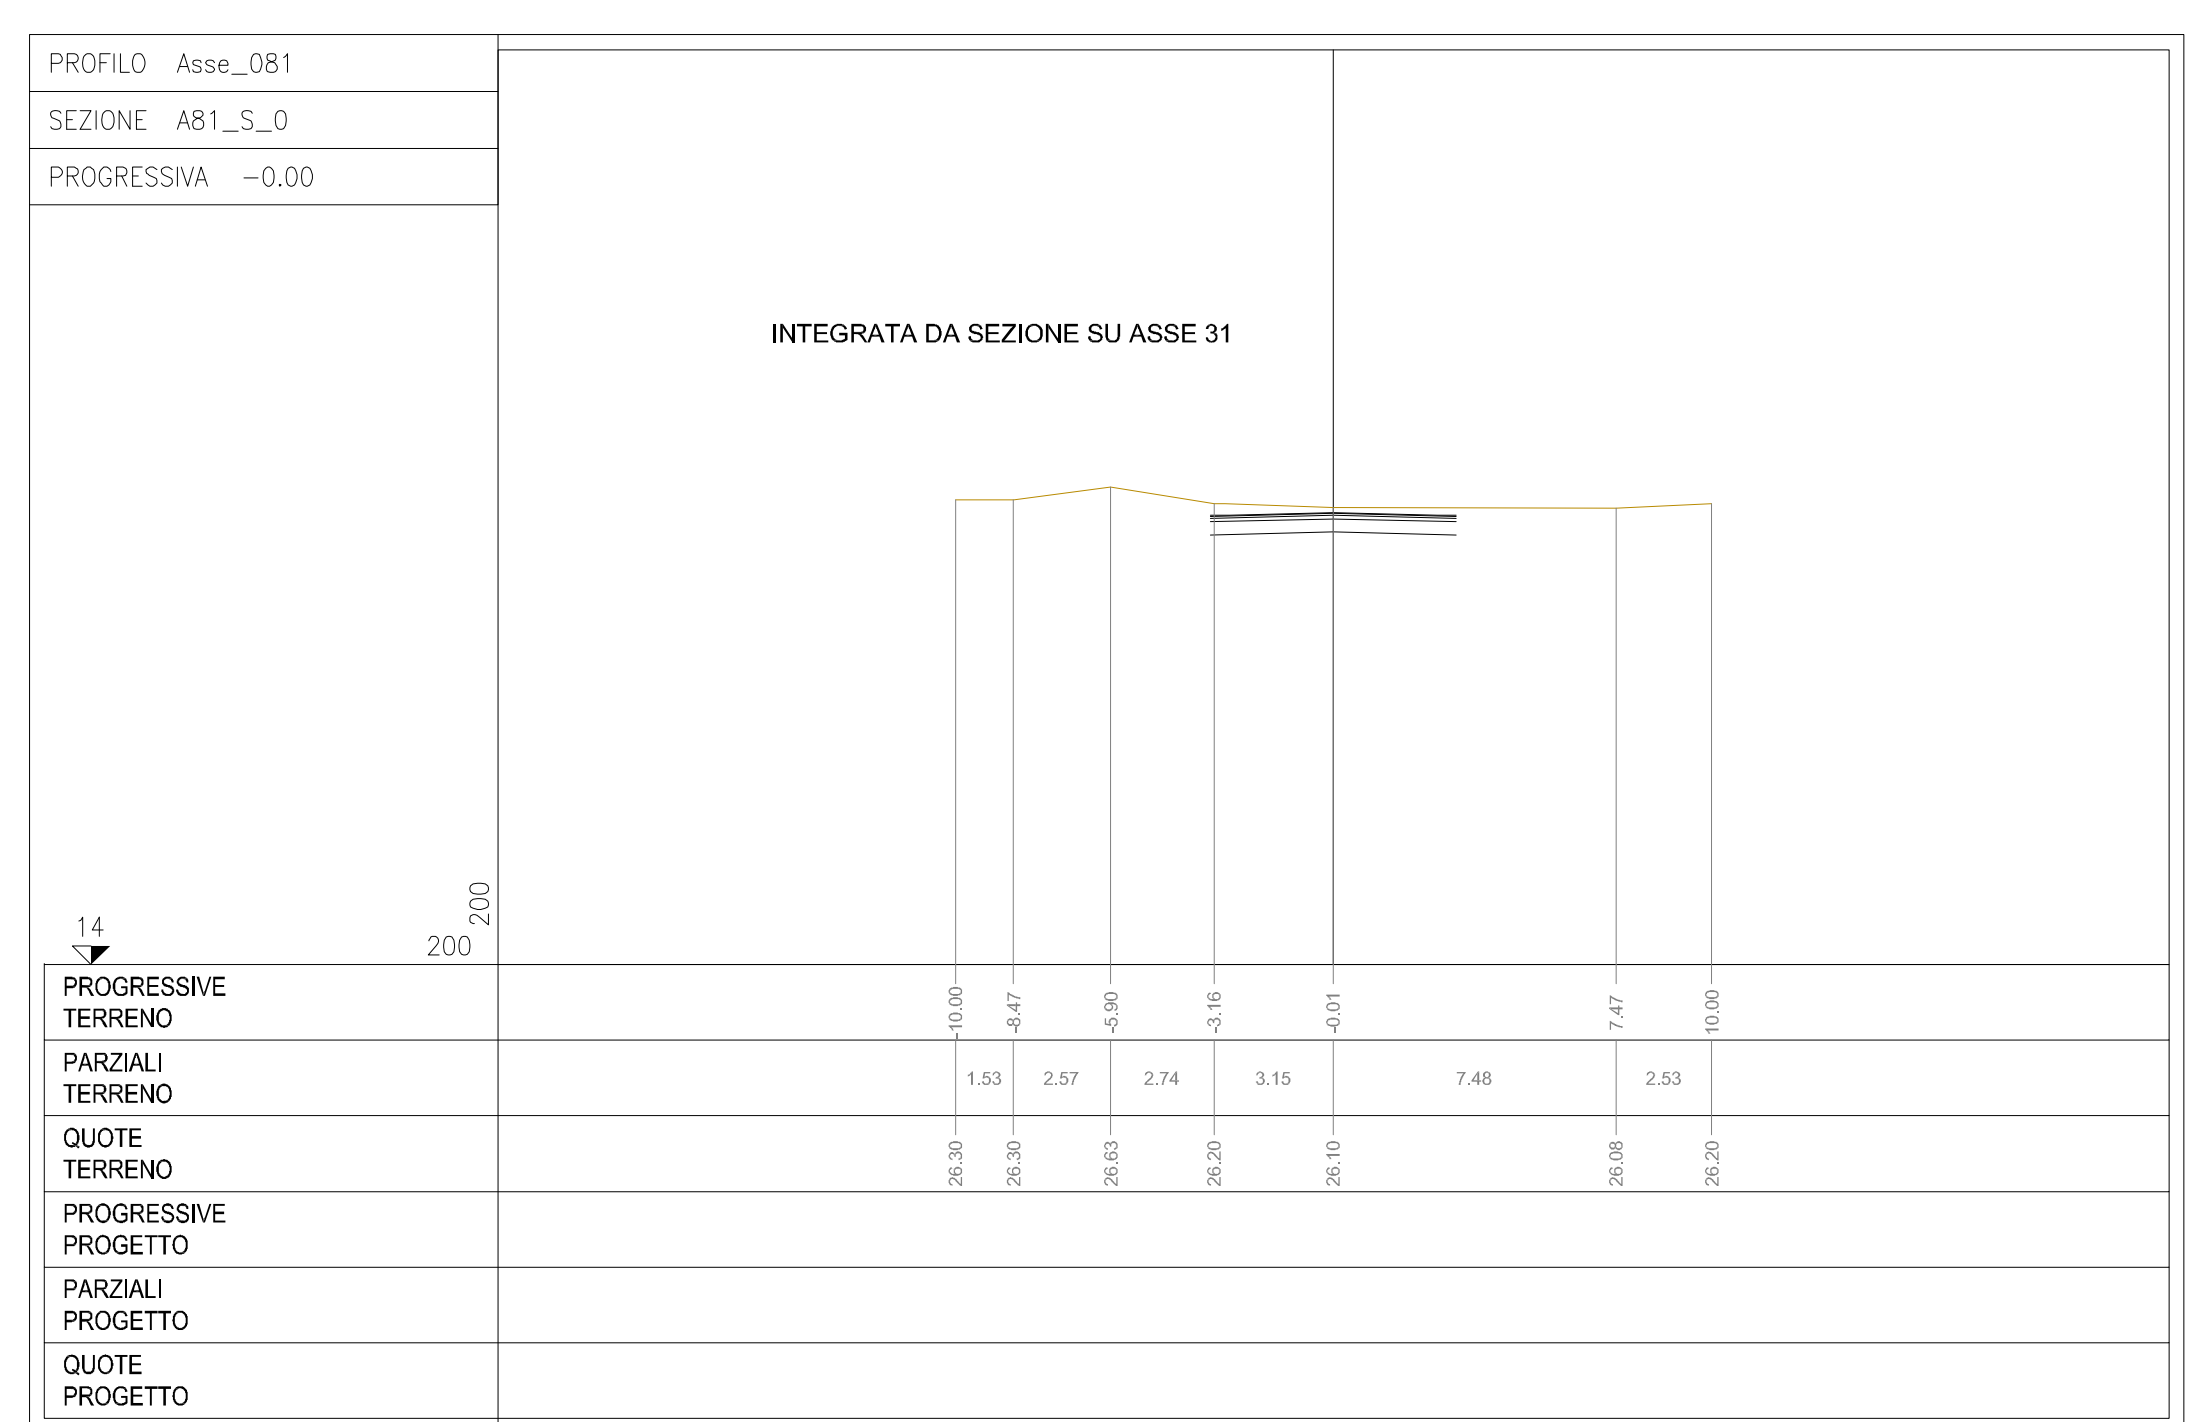 PROFILO Asse_081
SEZIONE A81_S_0
PROGRESSIVA -0.00
INTEGRATA DA SEZIONE SU ASSE 31
200
14
200
PROGRESSIVE
TERRENO
-10.00 -8.47 -5.90 -3.16 -0.01 7.47 10.00
PARZIALI
TERRENO
1.53 2.57 2.74 3.15 7.48 2.53
QUOTE
TERRENO
26.30 26.30 26.63 26.20 26.10 26.08 26.20
PROGRESSIVE
PROGETTO
PARZIALI
PROGETTO
QUOTE
PROGETTO